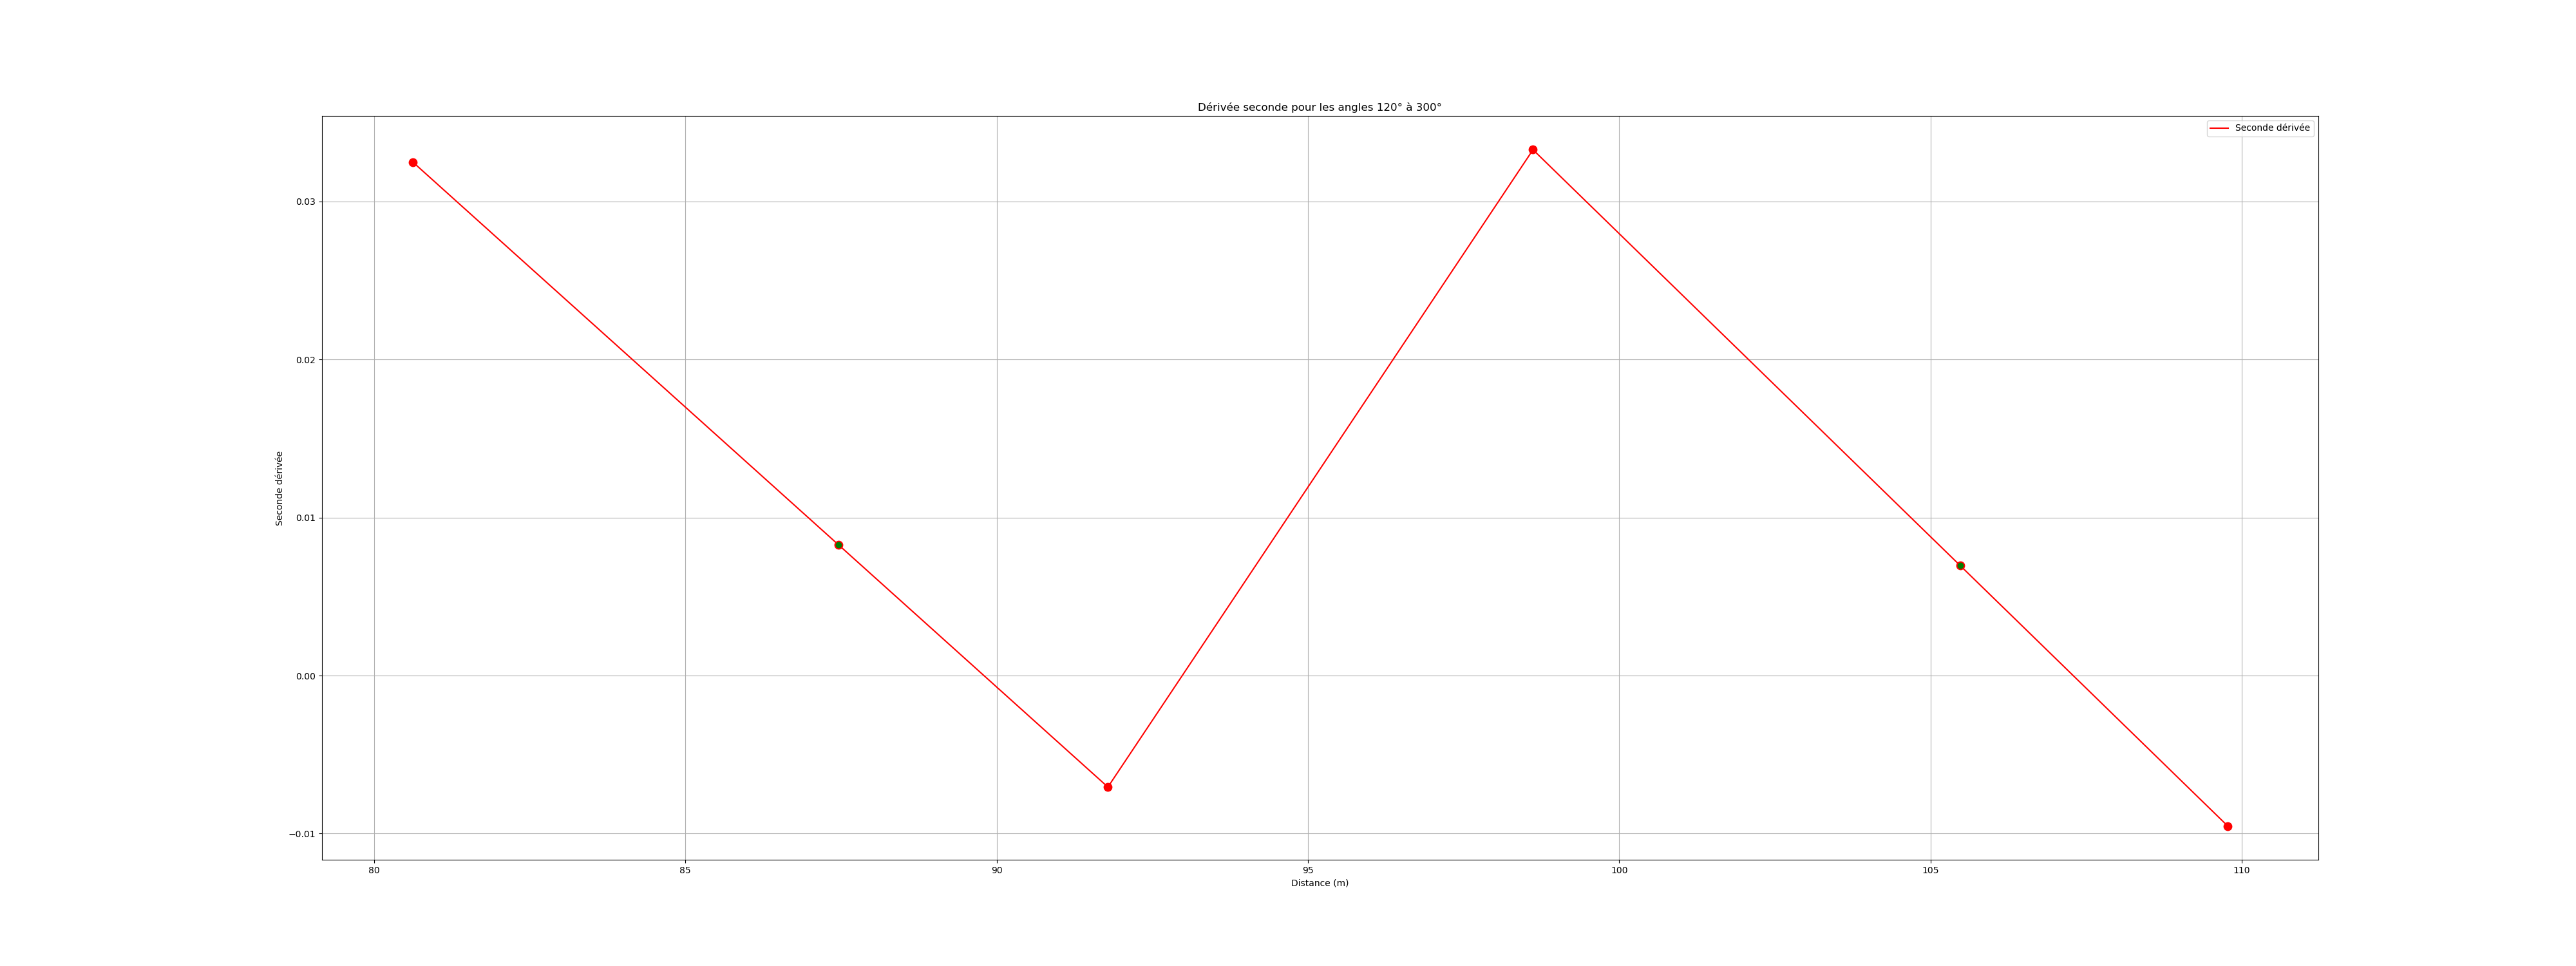 Dérivée seconde pour les angles 120° à 300°
Seconde dérivée
0.03
0.02
0.01
0.00
−0.01
Seconde dérivée
80 85 90 95 100 105 110
Distance (m)